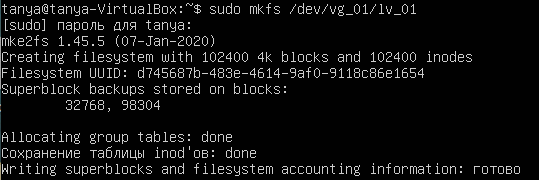 tanya@tanya-VirtualBox:~$ sudo mkfs /dev/vg_01/lv_01
[sudo] пароль для tanya:
mke2fs 1.45.5 (07-Jan-2020)
Creating filesystem with 102400 4k blocks and 102400 inodes
Filesystem UUID: d745687b-483e-4614-9af0-9118c86e1654
Superblock backups stored on blocks:
32768, 98304
Allocating group tables: done
Сохранение таблицы inod'ов: done
Writing superblocks and filesystem accounting information: готово